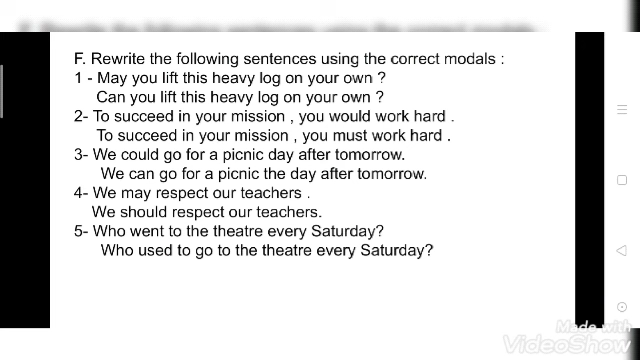 F. Rewrite the following sentences using the correct modals :
1 - May you lift this heavy log on your own ?
Can you lift this heavy log on your own ?
2- To succeed in your mission , you would work hard .
To succeed in your mission , you must work hard .
3- We could go for a picnic day after tomorrow.
We can go for a picnic the day after tomorrow.
4- We may respect our teachers .
We should respect our teachers.
5- Who went to the theatre every Saturday?
Who used to go to the theatre every Saturday?
Made with
VideoShow